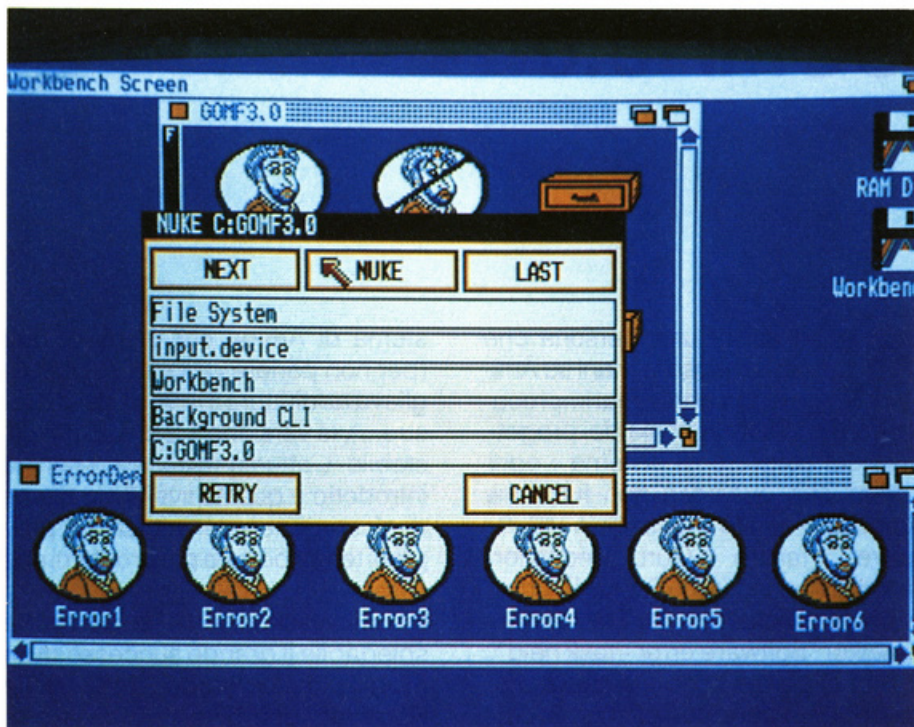 Workbench Screen
GOMF3.0
F
RAM D
NUKE C:GOMF3.0
NEXT
NUKE
LAST
Workben
File System
input.device
Workbench
Background CLI
C:GOMF3.0
ErrorDem
RETRY
CANCEL
Error1
Error2
Error3
Error4
Error5
Error6